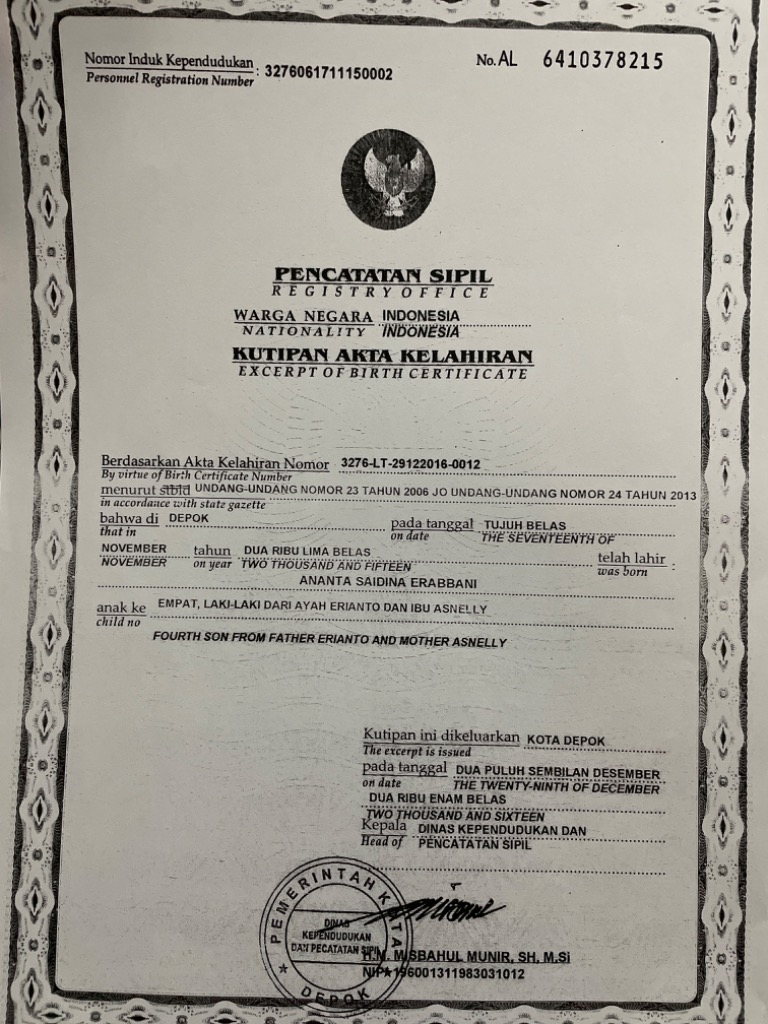 Nomor Induk Kependudukan : 3276061711150002
Personnel Registration Number
No. AL 6410378215
PENCATATAN SIPIL
REGISTRY OFFICE
WARGA NEGARA INDONESIA
NATIONALITY INDONESIA
KUTIPAN AKTA KELAHIRAN
EXCERPT OF BIRTH CERTIFICATE
Berdasarkan Akta Kelahiran Nomor 3276-LT-29122016-0012
By virtue of Birth Certificate Number
menurut stbld UNDANG-UNDANG NOMOR 23 TAHUN 2006 JO UNDANG-UNDANG NOMOR 24 TAHUN 2013
in accordance with state gazette
bahwa di DEPOK pada tanggal TUJUH BELAS
that in on date THE SEVENTEENTH OF
NOVEMBER tahun DUA RIBU LIMA BELAS telah lahir :
NOVEMBER on year TWO THOUSAND AND FIFTEEN was born
ANANTA SAIDINA ERABBANI
anak ke EMPAT, LAKI-LAKI DARI AYAH ERIANTO DAN IBU ASNELLY
child no
FOURTH SON FROM FATHER ERIANTO AND MOTHER ASNELLY
Kutipan ini dikeluarkan KOTA DEPOK
The excerpt is issued
pada tanggal DUA PULUH SEMBILAN DESEMBER
on date THE TWENTY-NINTH OF DECEMBER
DUA RIBU ENAM BELAS
TWO THOUSAND AND SIXTEEN
Kepala DINAS KEPENDUDUKAN DAN
Head of PENCATATAN SIPIL
PEMERINTAH KOTA
DINAS
KEPENDUDUKAN
DAN PECATATAN SIPIL
DEPOK
H.M. MISBAHUL MUNIR, SH, M.Si
NIP 196001311983031012